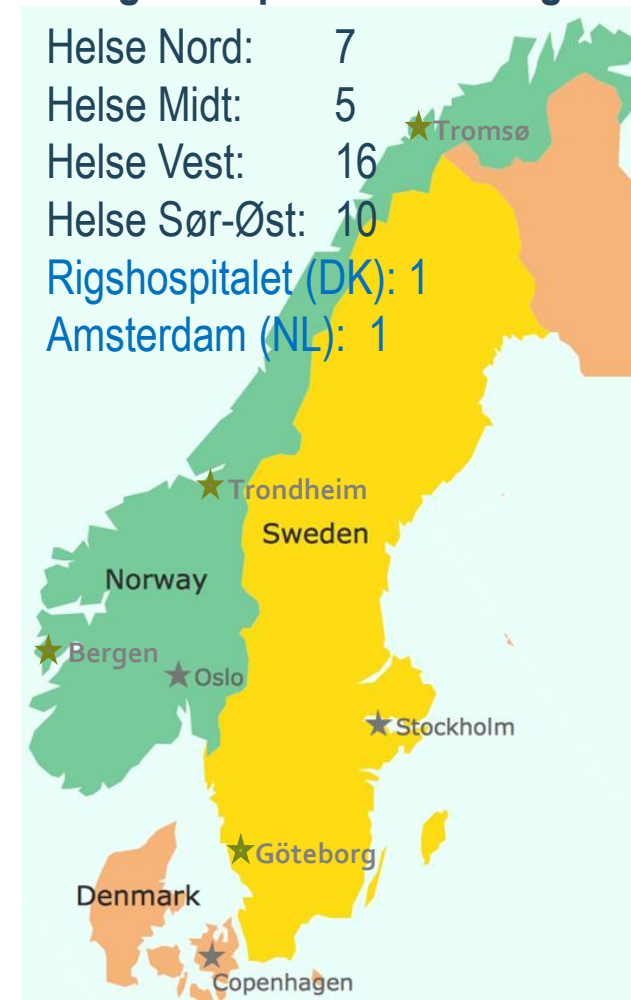 Helse Nord: 7
Helse Midt: 5
Helse Vest: 16
Helse Sør-Øst: 10
Rigshospitalet (DK): 1
Amsterdam (NL): 1
Tromsø
Trondheim
Sweden
Norway
Bergen
Oslo
Stockholm
Göteborg
Denmark
Copenhagen